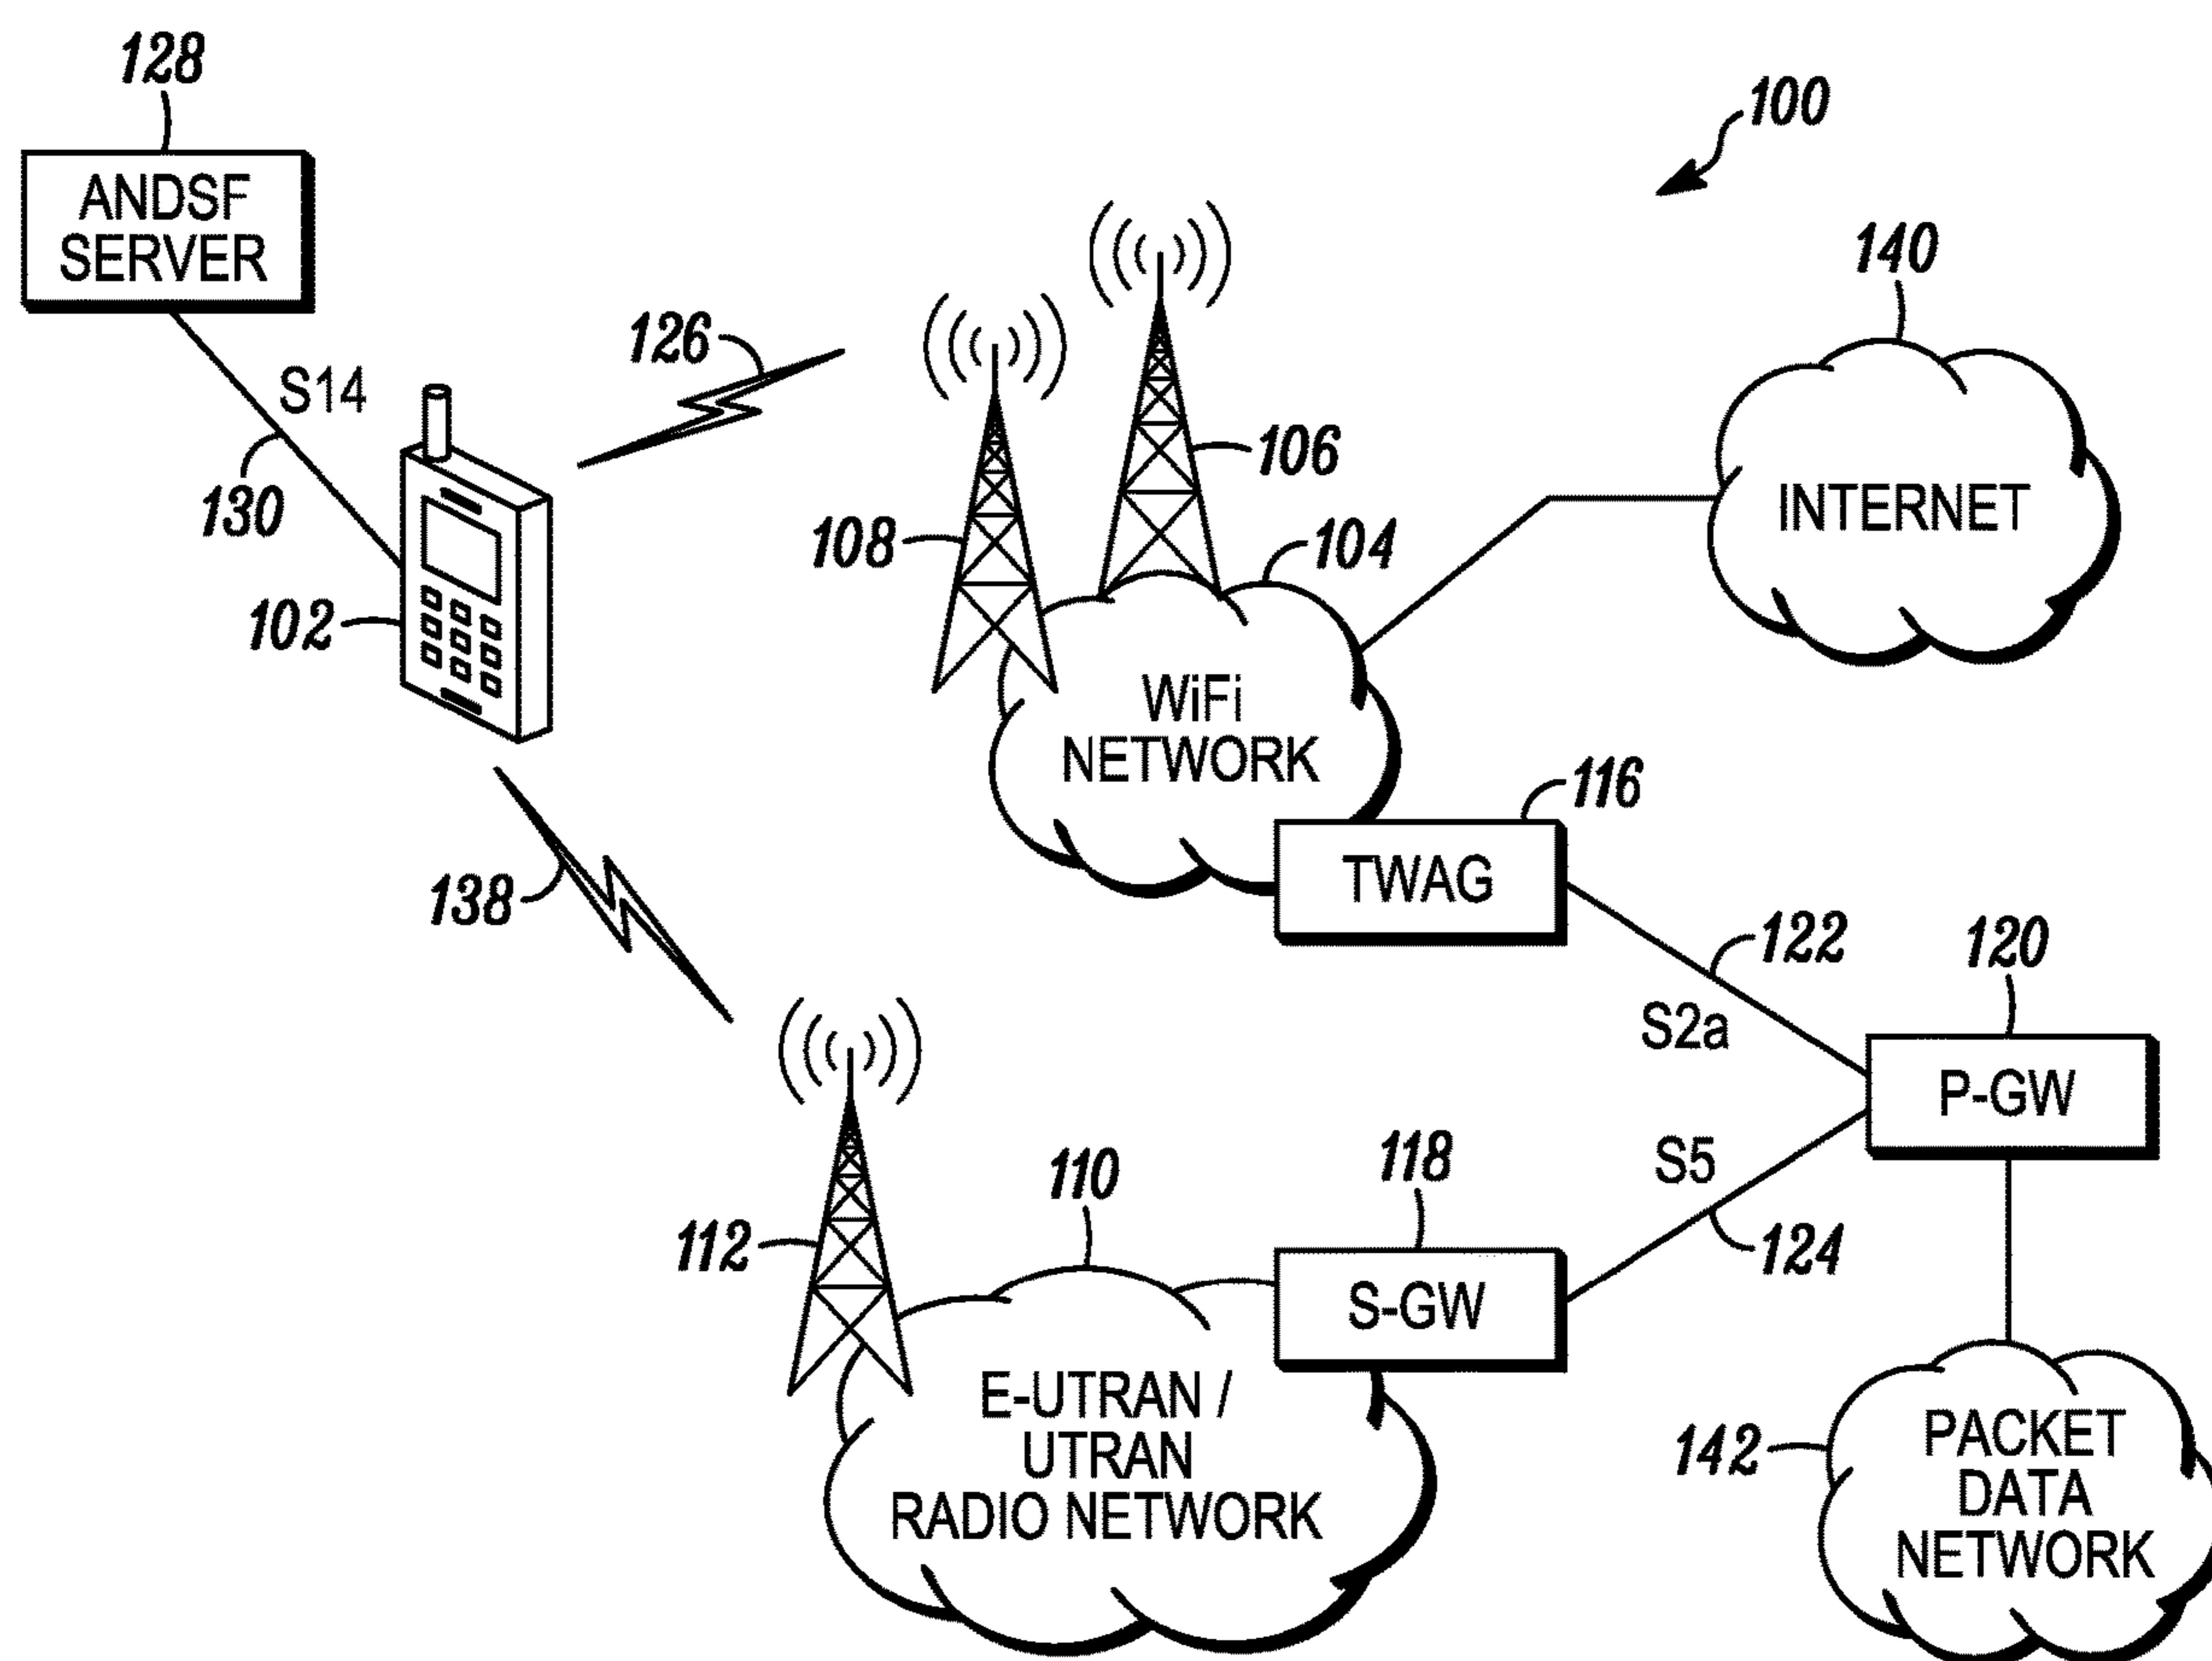 128
100
ANDSF
SERVER
140
126
S14
106
INTERNET
130
108
104
102
WiFi
NETWORK
116
TWAG
138
122
120
S2a
P-GW
110
118
S5
112
124
S-GW
E-UTRAN /
UTRAN
RADIO NETWORK
142
PACKET
DATA
NETWORK